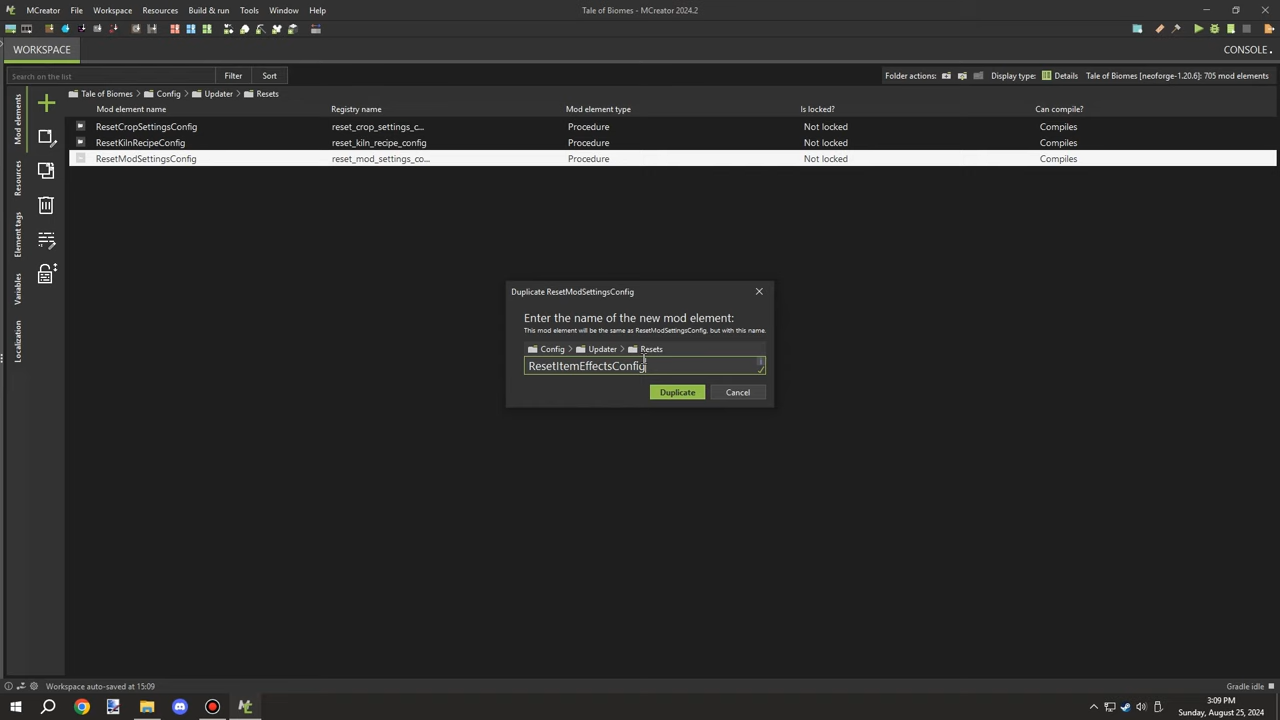 MCreator File Workspace Resources Build & run Tools Window Help
Tale of Biomes - MCreator 2024.2
WORKSPACE
CONSOLE
Search on the list
Filter
Sort
Folder actions:
Display type:
Details
Tale of Biomes [neoforge-1.20.6]: 705 mod elements
Tale of Biomes > Config > Updater > Resets
Mod element name Registry name Mod element type Is locked? Can compile?
ResetCropSettingsConfig reset_crop_settings_c... Procedure Not locked Compiles
ResetKilnRecipeConfig reset_kiln_recipe_config Procedure Not locked Compiles
ResetModSettingsConfig reset_mod_settings_co... Procedure Not locked Compiles
Mod elements
Resources
Element tags
Variables
Localization
Duplicate ResetModSettingsConfig
Enter the name of the new mod element:
This mod element will be the same as ResetModSettingsConfig, but with this name.
Config > Updater > Resets
ResetItemEffectsConfig
Duplicate
Cancel
Workspace auto-saved at 15:09
Gradle idle
3:09 PM
Sunday, August 25, 2024